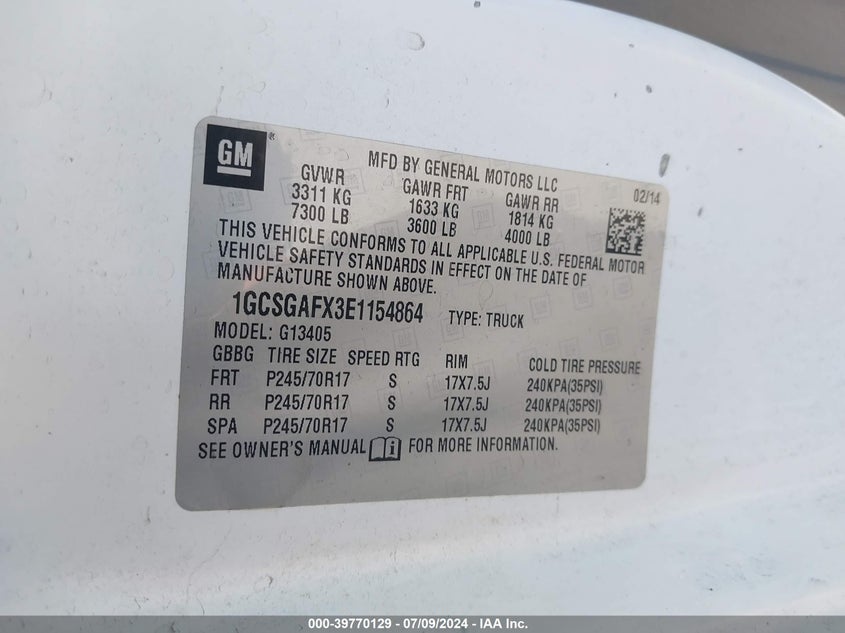 GM ®
MFD BY GENERAL MOTORS LLC
02/14
GVWR GAWR FRT GAWR RR
3311 KG 1633 KG 1814 KG
7300 LB 3600 LB 4000 LB
THIS VEHICLE CONFORMS TO ALL APPLICABLE U.S. FEDERAL MOTOR
VEHICLE SAFETY STANDARDS IN EFFECT ON THE DATE OF
MANUFACTURE SHOWN ABOVE.
1GCSGAFX3E1154864 TYPE: TRUCK
MODEL: G13405
GBBG TIRE SIZE SPEED RTG RIM COLD TIRE PRESSURE
FRT P245/70R17 S 17X7.5J 240KPA(35PSI)
RR P245/70R17 S 17X7.5J 240KPA(35PSI)
SPA P245/70R17 S 17X7.5J 240KPA(35PSI)
SEE OWNER'S MANUAL FOR MORE INFORMATION.
000-39770129 - 07/09/2024 - IAA Inc.